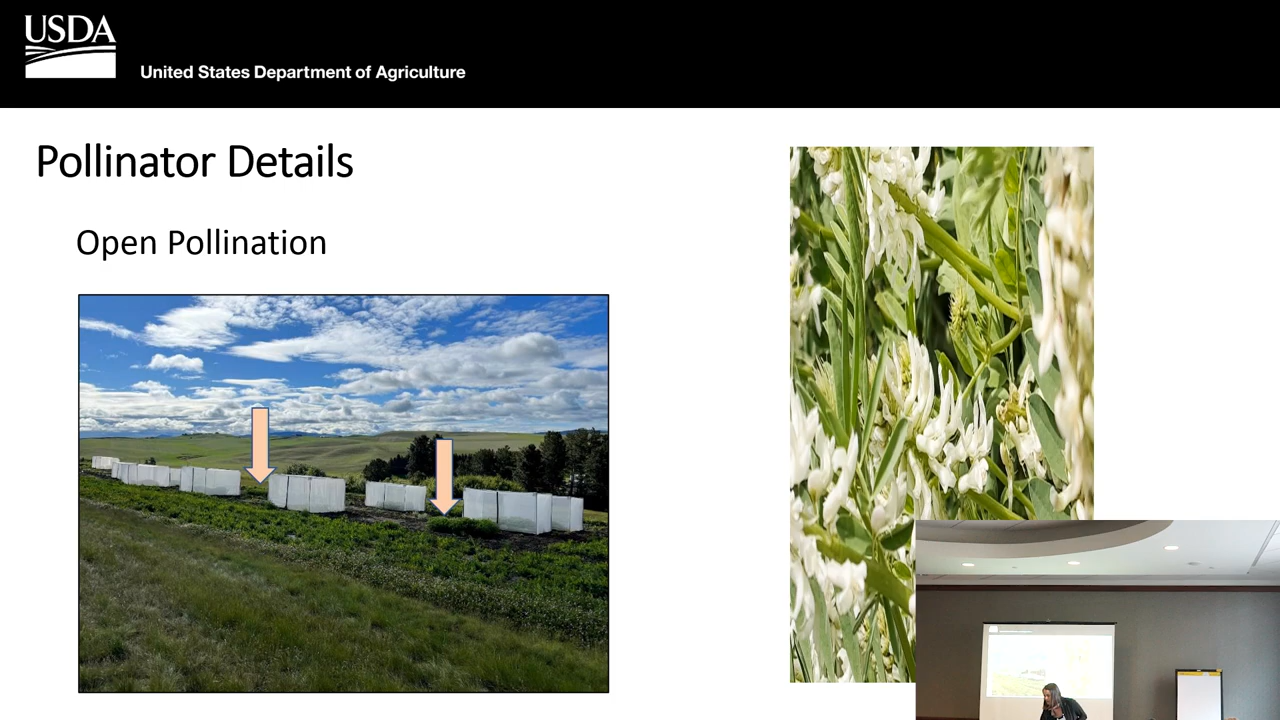 USDA
United States Department of Agriculture
Pollinator Details
Open Pollination